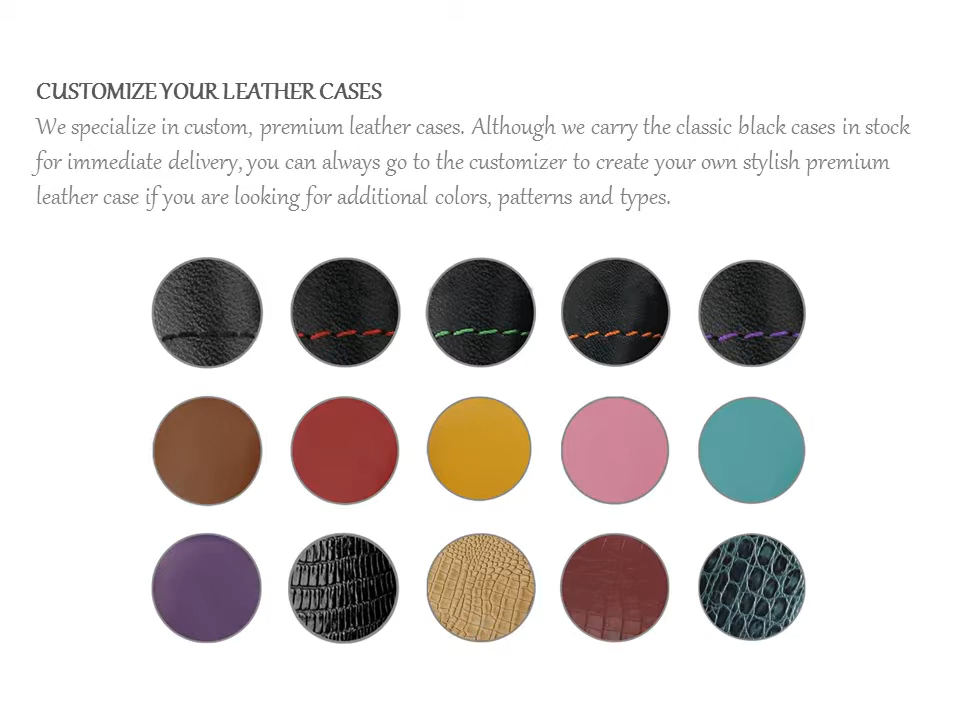 CUSTOMIZE YOUR LEATHER CASES
We specialize in custom, premium leather cases. Although we carry the classic black cases in stock
for immediate delivery, you can always go to the customizer to create your own stylish premium
leather case if you are looking for additional colors, patterns and types.